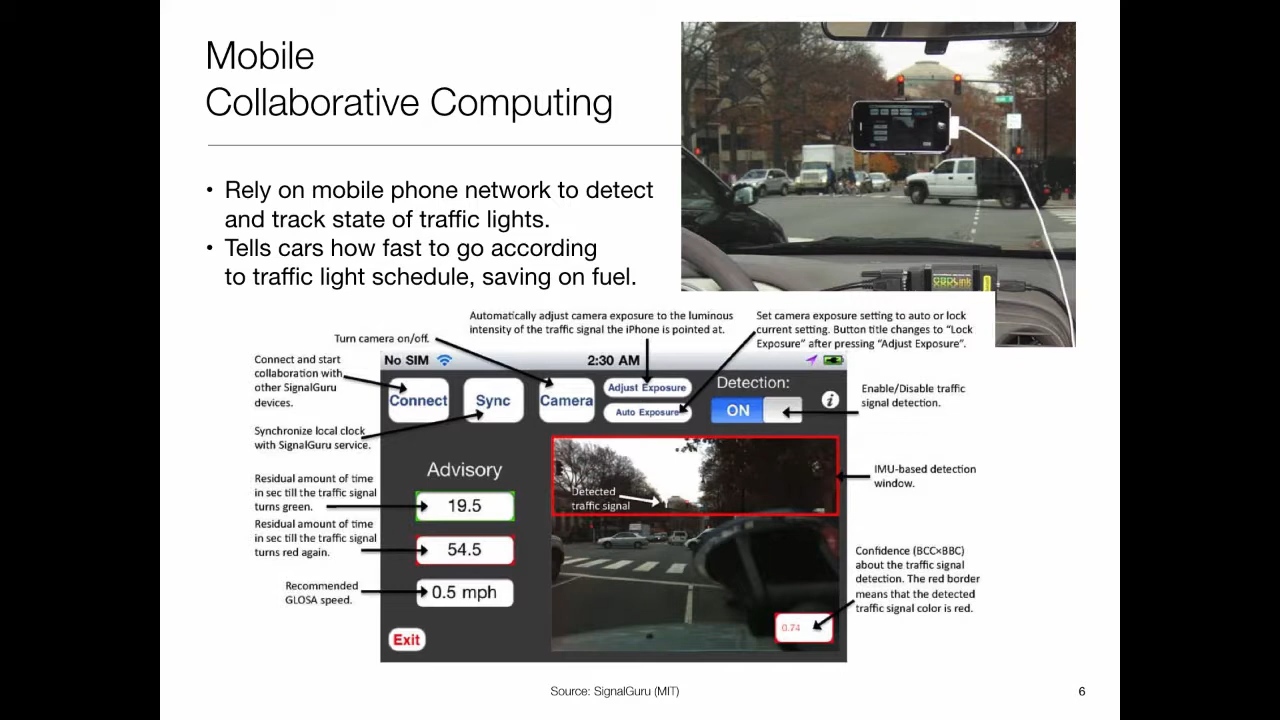 Mobile
Collaborative Computing
• Rely on mobile phone network to detect
and track state of traffic lights.
• Tells cars how fast to go according
to traffic light schedule, saving on fuel.
OBDLink
Automatically adjust camera exposure to the luminous
intensity of the traffic signal the iPhone is pointed at.
Set camera exposure setting to auto or lock
current setting. Button title changes to “Lock
Exposure” after pressing “Adjust Exposure”.
Turn camera on/off.
Connect and start
collaboration with
other SignalGuru
devices.
Synchronize local clock
with SignalGuru service.
Residual amount of time
in sec till the traffic signal
turns green.
Residual amount of time
in sec till the traffic signal
turns red again.
Recommended
GLOSA speed.
No SIM
2:30 AM
Connect
Sync
Camera
Adjust Exposure
Auto Exposure
Detection:
ON
i
Advisory
19.5
54.5
0.5 mph
Exit
Detected
traffic signal
0.74
Enable/Disable traffic
signal detection.
IMU-based detection
window.
Confidence (BCC×BBC)
about the traffic signal
detection. The red border
means that the detected
traffic signal color is red.
Source: SignalGuru (MIT)
6